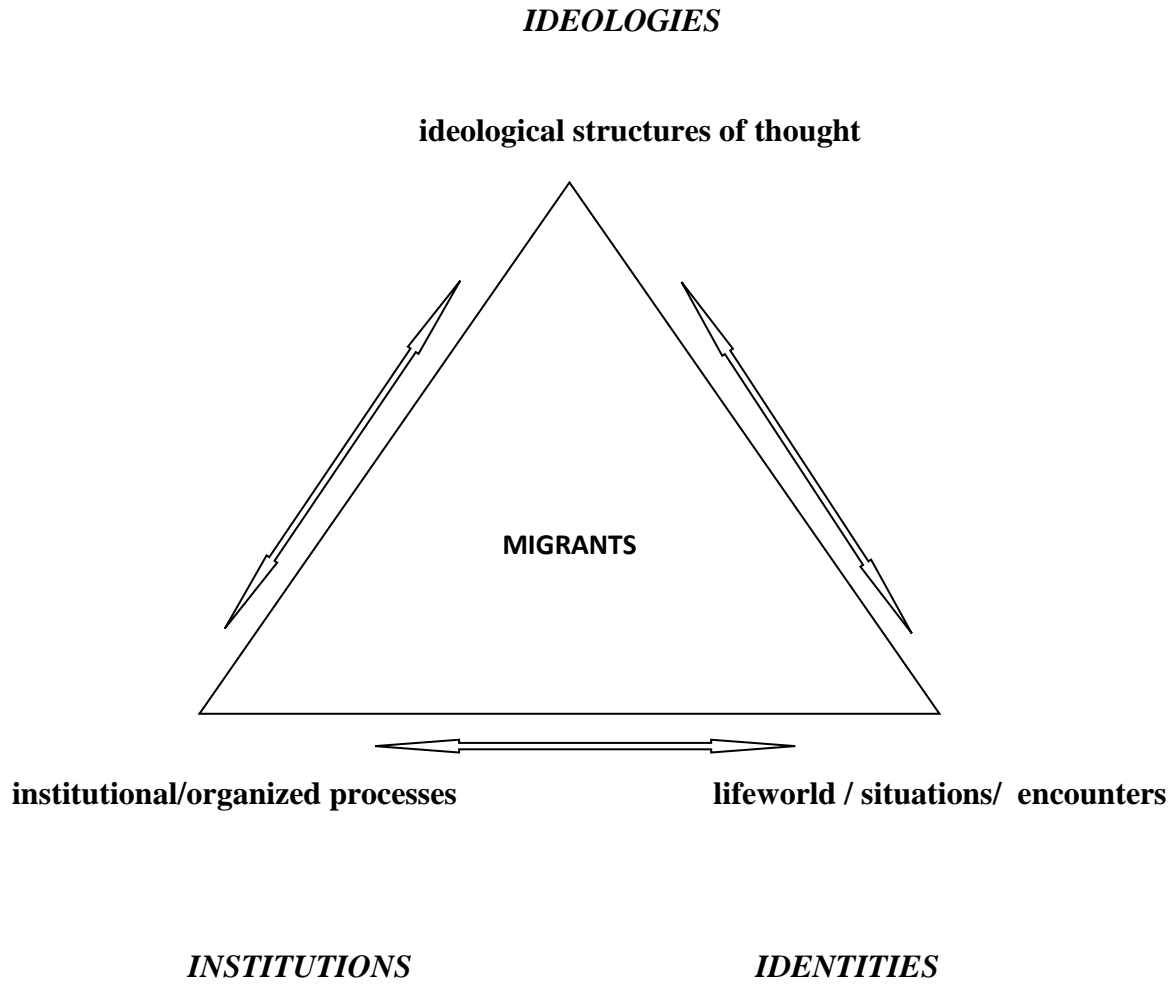 IDEOLOGIES
ideological structures of thought
MIGRANTS
institutional/organized processes
lifeworld / situations/ encounters
INSTITUTIONS
IDENTITIES